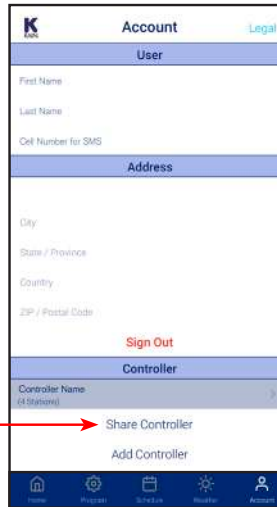 K
RAIN
Account
Legal
User
First Name
Last Name
Cell Number for SMS
Address
City
State / Province
Country
ZIP / Postal Code
Sign Out
Controller
Controller Name
(4 Stations)
Share Controller
Add Controller
Home Program Schedule Weather Account